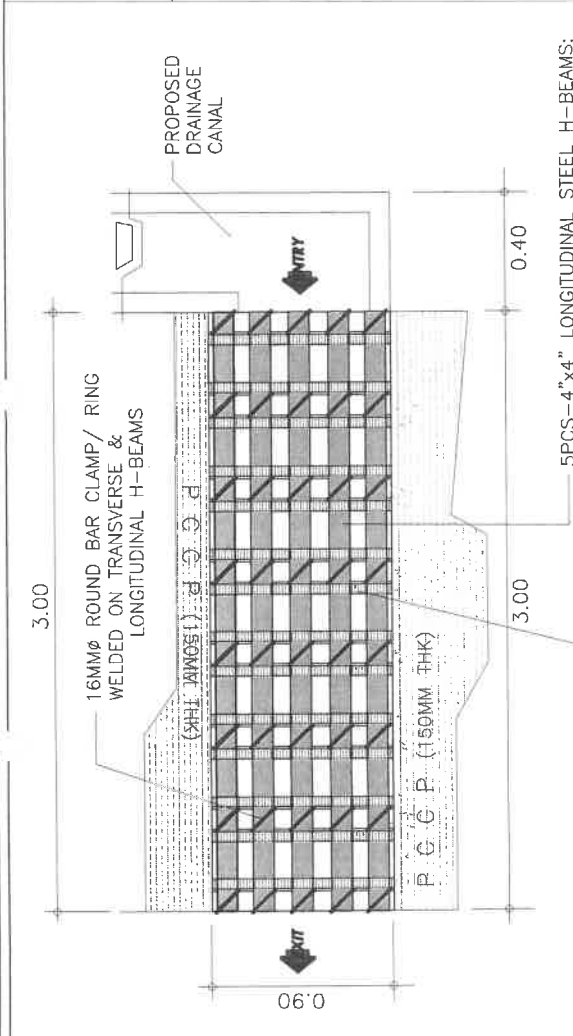 3.00
16MMø ROUND BAR CLAMP/ RING
WELDED ON TRANSVERSE &
LONGITUDINAL H-BEAMS
PROPOSED
DRAINAGE
CANAL
P C C P (150MM THK)
ENTRY
EXIT
0.90
P C C P (150MM THK)
3.00
0.40
5PCS-4"x4" LONGITUDINAL STEEL H-BEAMS;